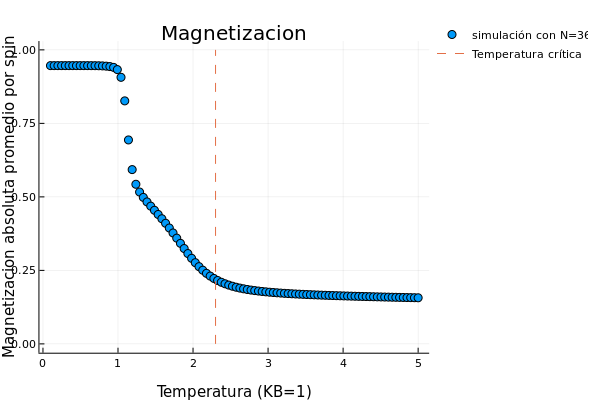 Magnetizacion
simulación con N=36
Temperatura crítica
Magnetizacion absoluta promedio por spin
1.00
0.75
0.50
0.25
0.00
0
1
2
3
4
5
Temperatura (KB=1)